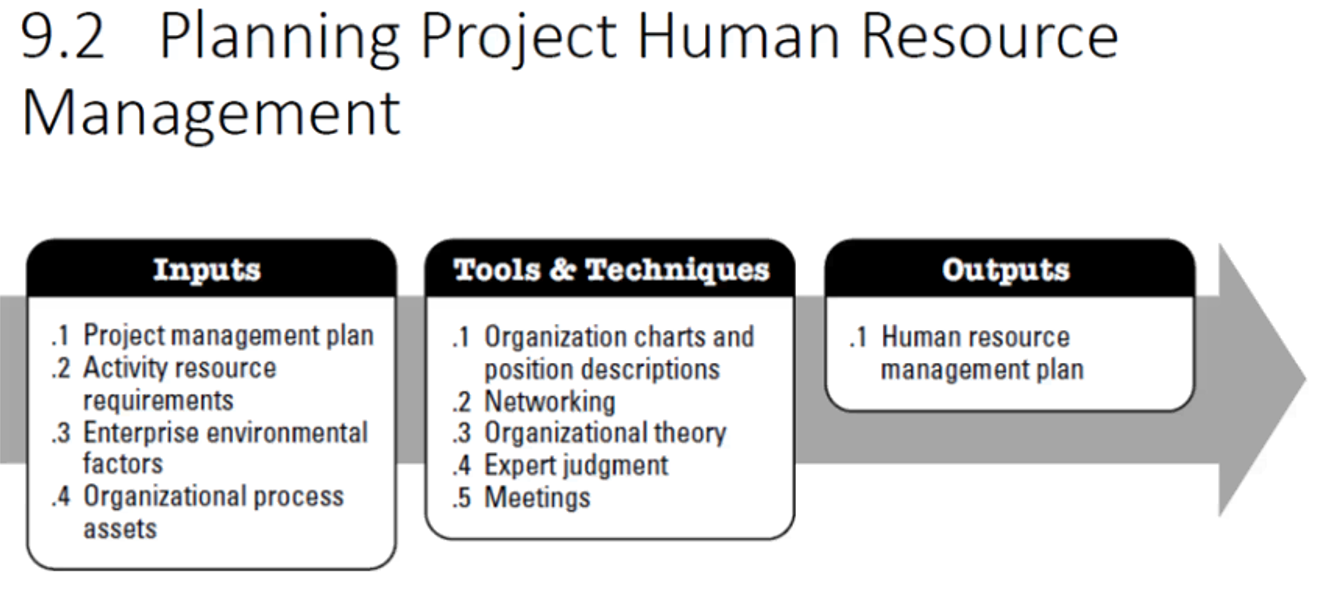 9.2 Planning Project Human Resource
Management
Inputs
.1 Project management plan
.2 Activity resource
requirements
.3 Enterprise environmental
factors
.4 Organizational process
assets
Tools & Techniques
.1 Organization charts and
position descriptions
.2 Networking
.3 Organizational theory
.4 Expert judgment
.5 Meetings
Outputs
.1 Human resource
management plan